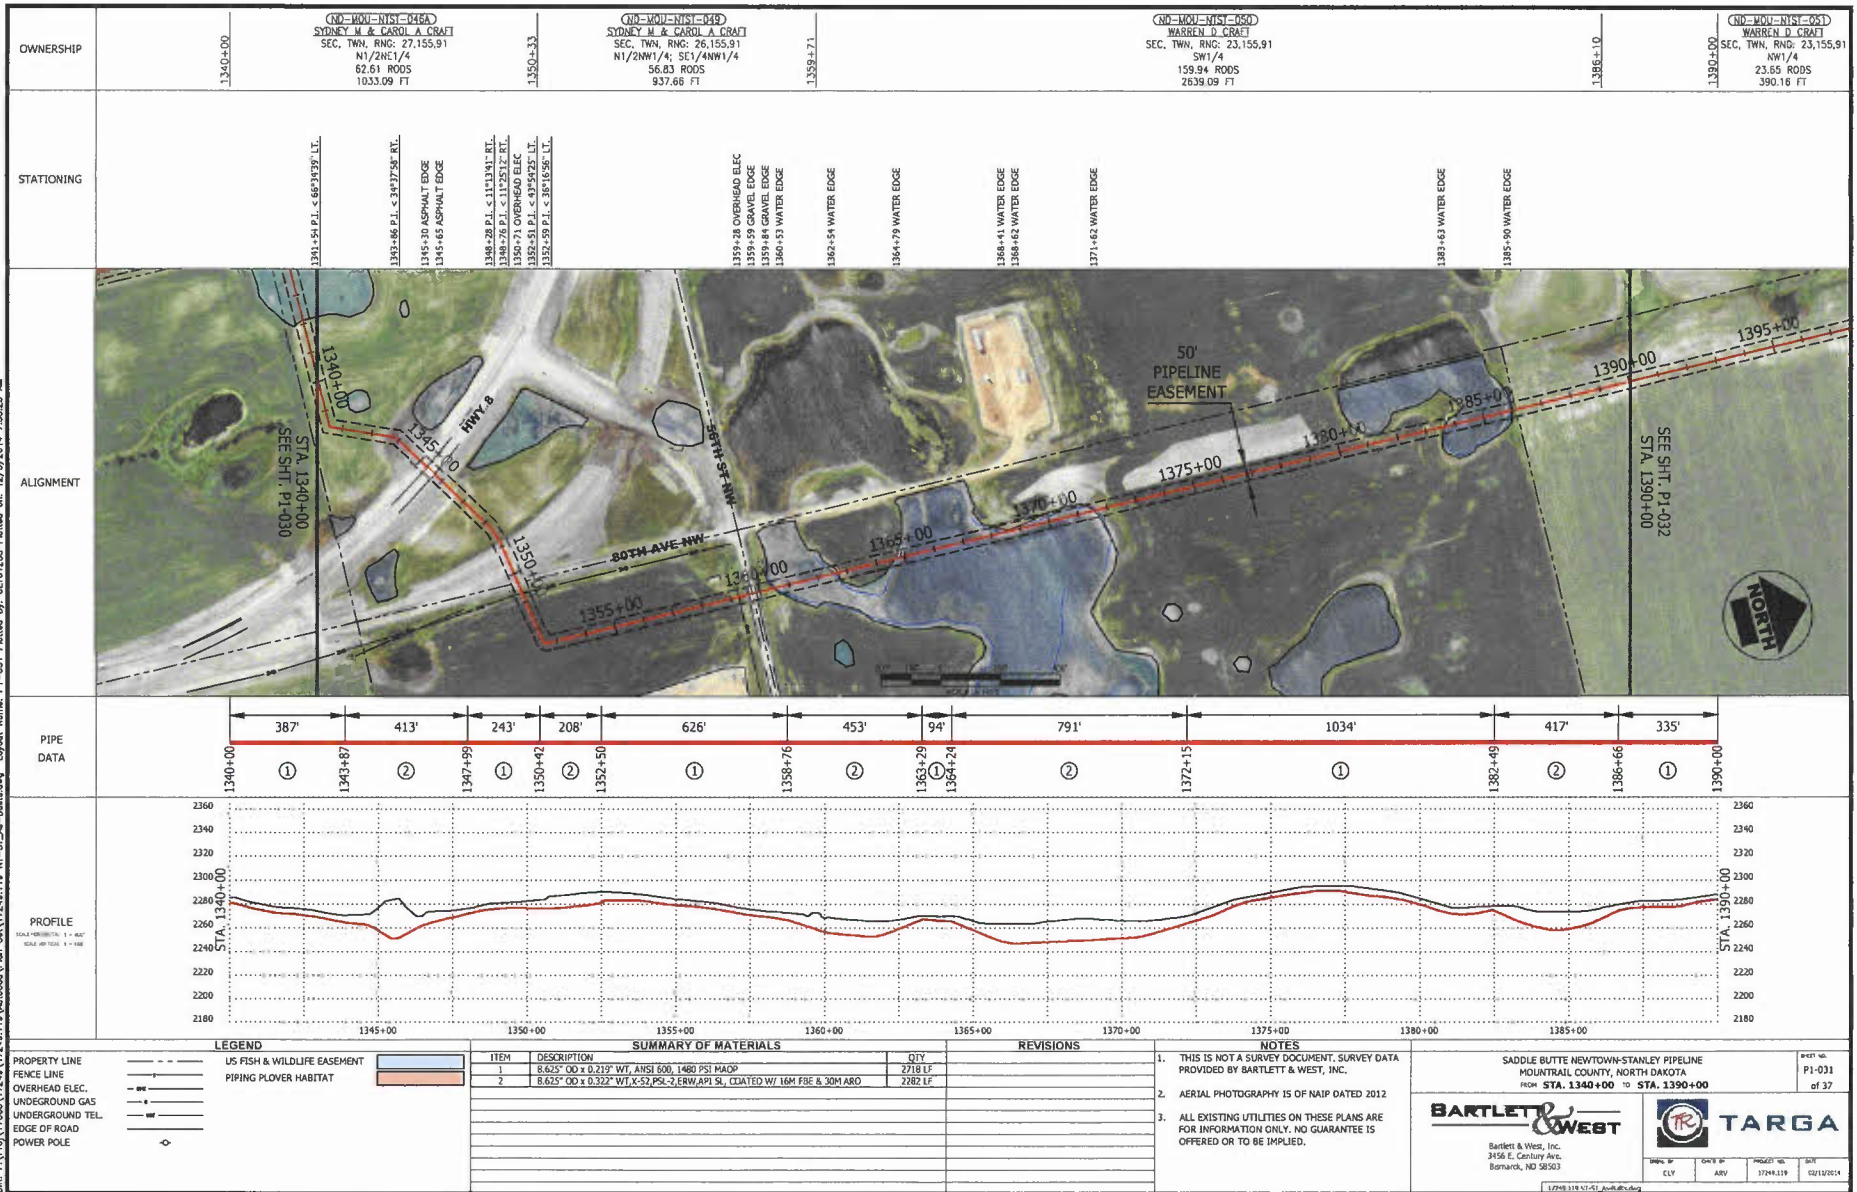 OWNERSHIP
(ND-MOU-NTST-046A)
SYDNEY M & CAROL A CRAFT
SEC, TWN, RNG: 27,155,91
N1/2NE1/4
62.61 RODS
1033.09 FT
(ND-MOU-NTST-049)
SYDNEY M & CAROL A CRAFT
SEC, TWN, RNG: 26,155,91
N1/2NW1/4; SE1/4NW1/4
56.83 RODS
937.66 FT
(ND-MOU-NTST-050)
WARREN D CRAFT
SEC, TWN, RNG: 23,155,91
SW1/4
159.94 RODS
2639.09 FT
(ND-MOU-NTST-051)
WARREN D CRAFT
SEC, TWN, RNG: 23,155,91
NW1/4
23.65 RODS
390.16 FT
1340+00
1350+33
1359+71
1386+10
1390+00
STATIONING
1341+54 P.I. < 66°34'39" LT.
1343+86 P.I. < 34°37'58" RT.
1345+30 ASPHALT EDGE
1345+65 ASPHALT EDGE
1348+28 P.I. < 11°13'41" RT.
1348+76 P.I. < 11°25'12" RT.
1350+71 OVERHEAD ELEC
1352+51 P.I. < 43°54'25" LT.
1352+59 P.I. < 36°16'56" LT.
1359+28 OVERHEAD ELEC
1359+59 GRAVEL EDGE
1359+84 GRAVEL EDGE
1360+53 WATER EDGE
1362+54 WATER EDGE
1364+79 WATER EDGE
1368+41 WATER EDGE
1368+62 WATER EDGE
1371+62 WATER EDGE
1383+63 WATER EDGE
1385+90 WATER EDGE
ALIGNMENT
1340+00
STA. 1340+00
SEE SHT. P1-030
1345+00
HWY 8
1350+00
1355+00
80TH AVE NW
56TH ST NW
1360+00
1365+00
1370+00
1375+00
50'
PIPELINE
EASEMENT
1380+00
1385+00
1390+00
1395+00
SEE SHT. P1-032
STA. 1390+00
NORTH
PIPE
DATA
387' 413' 243' 208' 626' 453' 94' 791' 1034' 417' 335'
1340+00 1343+87 1347+99 1350+42 1352+50 1358+76 1363+29 1364+24 1372+15 1382+49 1386+66 1390+00
1 2 1 2 1 2 1 2 1 2 1
PROFILE
2360 2360
2340 2340
2320 2320
2300 2300
2280 2280
2260 2260
2240 2240
2220 2220
2200 2200
2180 2180
STA. 1340+00
STA. 1390+00
1345+00 1350+00 1355+00 1360+00 1365+00 1370+00 1375+00 1380+00 1385+00
LEGEND
PROPERTY LINE
FENCE LINE
OVERHEAD ELEC.
UNDEGROUND GAS
UNDERGROUND TEL.
EDGE OF ROAD
POWER POLE
US FISH & WILDLIFE EASEMENT
PIPING PLOVER HABITAT
SUMMARY OF MATERIALS
ITEM DESCRIPTION QTY
1 8.625" OD x 0.219" WT, ANSI 600, 1480 PSI MAOP 2718 LF
2 8.625" OD x 0.322" WT,X-52,PSL-2,ERW,API 5L, COATED W/ 16M FBE & 30M ARO 2282 LF
REVISIONS
NOTES
1. THIS IS NOT A SURVEY DOCUMENT. SURVEY DATA
PROVIDED BY BARTLETT & WEST, INC.
2. AERIAL PHOTOGRAPHY IS OF NAIP DATED 2012
3. ALL EXISTING UTILITIES ON THESE PLANS ARE
FOR INFORMATION ONLY. NO GUARANTEE IS
OFFERED OR TO BE IMPLIED.
SADDLE BUTTE NEWTOWN-STANLEY PIPELINE
MOUNTRAIL COUNTY, NORTH DAKOTA
FROM STA. 1340+00 TO STA. 1390+00
SHEET NO.
P1-031
of 37
BARTLETT
& WEST
Bartlett & West, Inc.
3456 E. Century Ave.
Bismarck, ND 58503
TR TARGA
CLY
ARV
PROJECT NO.
17249.119
DATE
02/11/2014